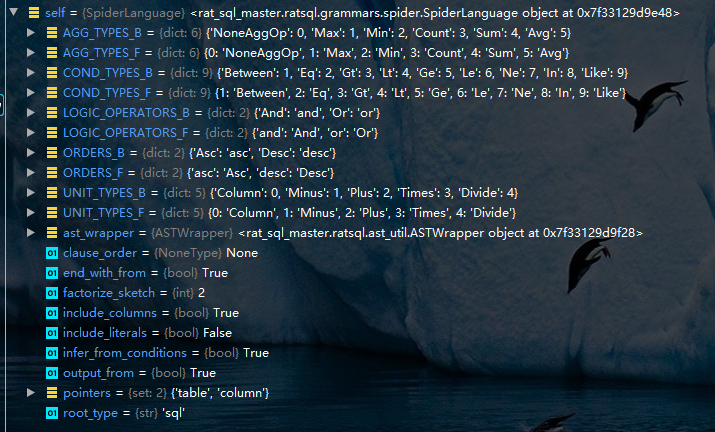 self = {SpiderLanguage} <rat_sql_master.ratsql.grammars.spider.SpiderLanguage object at 0x7f33129d9e48>
AGG_TYPES_B = {dict: 6} {'NoneAggOp': 0, 'Max': 1, 'Min': 2, 'Count': 3, 'Sum': 4, 'Avg': 5}
AGG_TYPES_F = {dict: 6} {0: 'NoneAggOp', 1: 'Max', 2: 'Min', 3: 'Count', 4: 'Sum', 5: 'Avg'}
COND_TYPES_B = {dict: 9} {'Between': 1, 'Eq': 2, 'Gt': 3, 'Lt': 4, 'Ge': 5, 'Le': 6, 'Ne': 7, 'In': 8, 'Like': 9}
COND_TYPES_F = {dict: 9} {1: 'Between', 2: 'Eq', 3: 'Gt', 4: 'Lt', 5: 'Ge', 6: 'Le', 7: 'Ne', 8: 'In', 9: 'Like'}
LOGIC_OPERATORS_B = {dict: 2} {'And': 'and', 'Or': 'or'}
LOGIC_OPERATORS_F = {dict: 2} {'and': 'And', 'or': 'Or'}
ORDERS_B = {dict: 2} {'Asc': 'asc', 'Desc': 'desc'}
ORDERS_F = {dict: 2} {'asc': 'Asc', 'desc': 'Desc'}
UNIT_TYPES_B = {dict: 5} {'Column': 0, 'Minus': 1, 'Plus': 2, 'Times': 3, 'Divide': 4}
UNIT_TYPES_F = {dict: 5} {0: 'Column', 1: 'Minus', 2: 'Plus', 3: 'Times', 4: 'Divide'}
ast_wrapper = {ASTWrapper} <rat_sql_master.ratsql.ast_util.ASTWrapper object at 0x7f33129d9f28>
01 clause_order = {NoneType} None
01 end_with_from = {bool} True
01 factorize_sketch = {int} 2
01 include_columns = {bool} True
01 include_literals = {bool} False
01 infer_from_conditions = {bool} True
01 output_from = {bool} True
pointers = {set: 2} {'table', 'column'}
01 root_type = {str} 'sql'